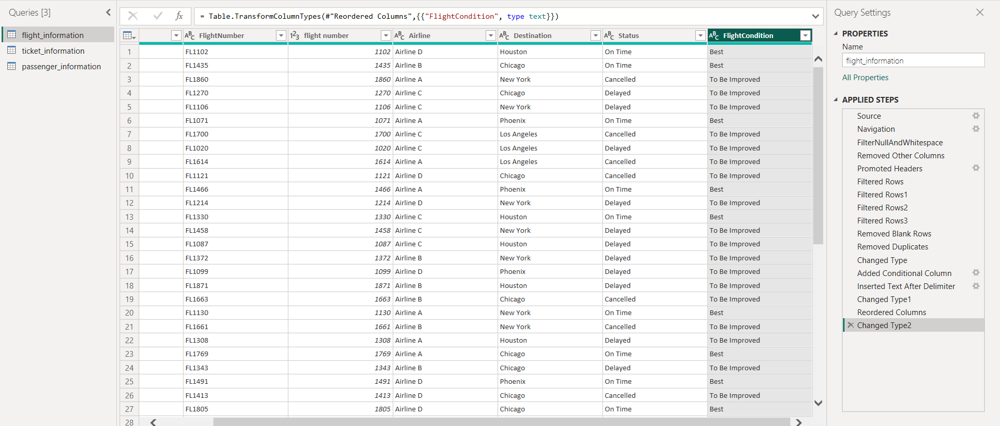 Queries [3]
flight_information
ticket_information
passenger_information
fx
= Table.TransformColumnTypes(#"Reordered Columns",{{"FlightCondition", type text}})
ABC FlightNumber 123 flight number ABC Airline ABC Destination ABC Status ABC FlightCondition
1 FL1102 1102 Airline D Houston On Time Best
2 FL1435 1435 Airline B Chicago On Time Best
3 FL1860 1860 Airline A New York Cancelled To Be Improved
4 FL1270 1270 Airline C Chicago Delayed To Be Improved
5 FL1106 1106 Airline C New York Delayed To Be Improved
6 FL1071 1071 Airline A Phoenix On Time Best
7 FL1700 1700 Airline C Los Angeles Cancelled To Be Improved
8 FL1020 1020 Airline C Los Angeles Delayed To Be Improved
9 FL1614 1614 Airline A Los Angeles Cancelled To Be Improved
10 FL1121 1121 Airline D Chicago Cancelled To Be Improved
11 FL1466 1466 Airline A Phoenix On Time Best
12 FL1214 1214 Airline D New York Delayed To Be Improved
13 FL1330 1330 Airline C Houston On Time Best
14 FL1458 1458 Airline C New York Delayed To Be Improved
15 FL1087 1087 Airline C Houston Delayed To Be Improved
16 FL1372 1372 Airline B New York Delayed To Be Improved
17 FL1099 1099 Airline D Phoenix Delayed To Be Improved
18 FL1871 1871 Airline B Houston Delayed To Be Improved
19 FL1663 1663 Airline B Chicago Cancelled To Be Improved
20 FL1130 1130 Airline A New York On Time Best
21 FL1661 1661 Airline B New York Cancelled To Be Improved
22 FL1308 1308 Airline A Houston Delayed To Be Improved
23 FL1769 1769 Airline A Chicago On Time Best
24 FL1343 1343 Airline B Chicago Delayed To Be Improved
25 FL1491 1491 Airline D Phoenix On Time Best
26 FL1413 1413 Airline D Chicago Cancelled To Be Improved
27 FL1805 1805 Airline D Chicago On Time Best
28
Query Settings
PROPERTIES
Name
flight_information
All Properties
APPLIED STEPS
Source
Navigation
FilterNullAndWhitespace
Removed Other Columns
Promoted Headers
Filtered Rows
Filtered Rows1
Filtered Rows2
Filtered Rows3
Removed Blank Rows
Removed Duplicates
Changed Type
Added Conditional Column
Inserted Text After Delimiter
Changed Type1
Reordered Columns
Changed Type2